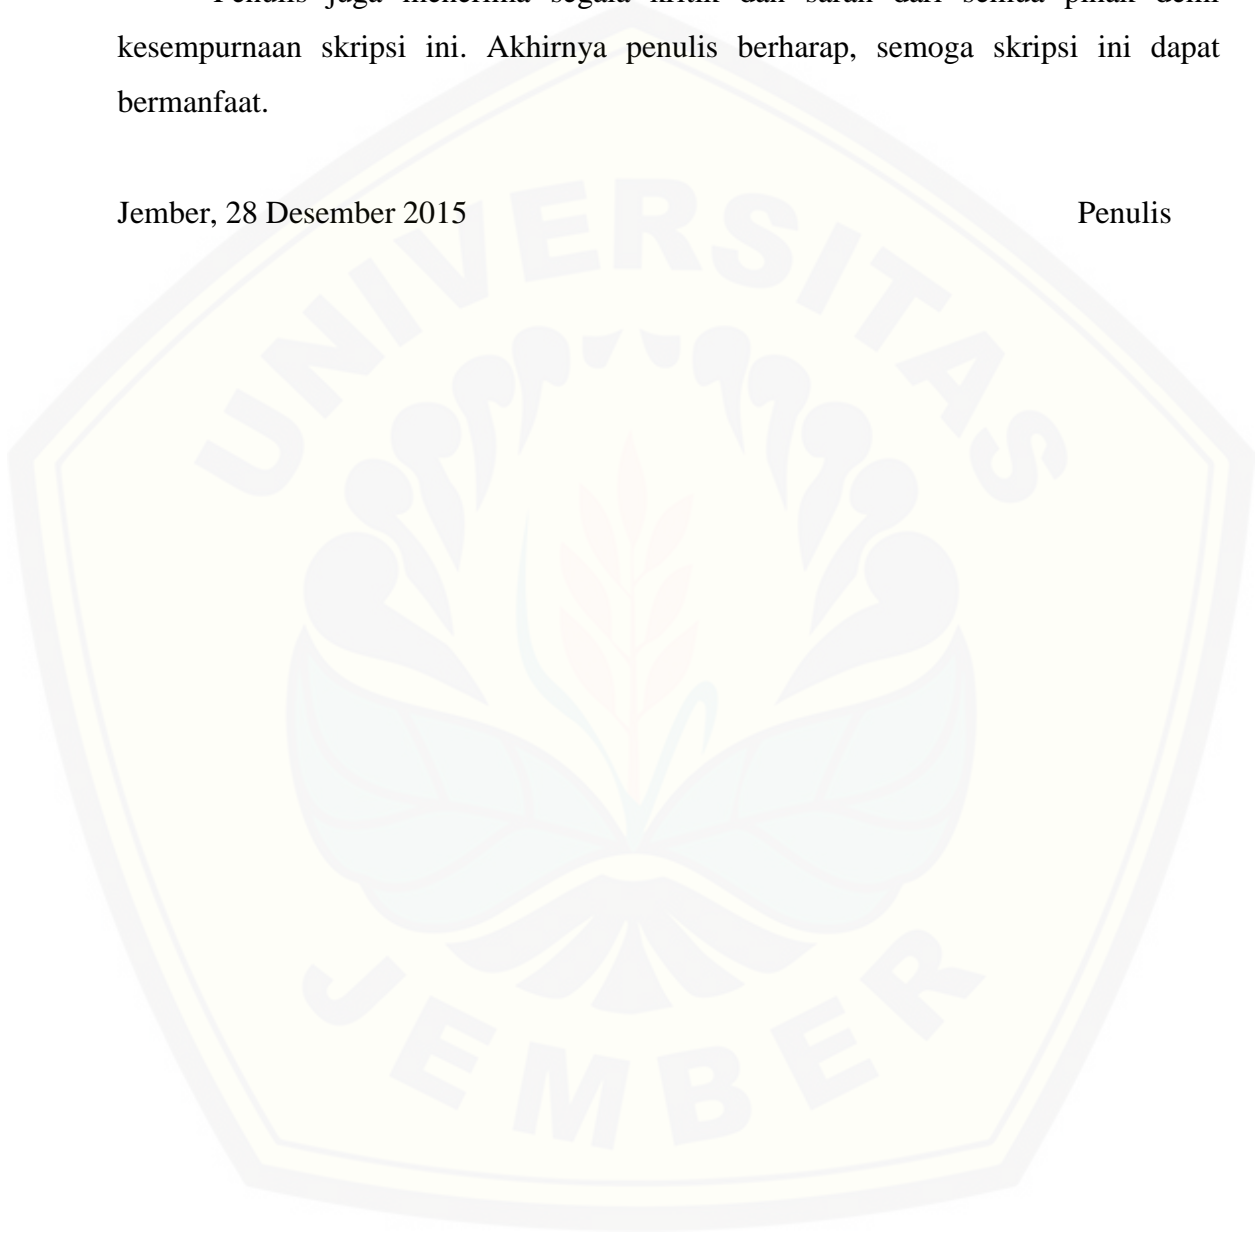 Penulis juga menerima segala kritik dan saran dari semua pihak demi
kesempurnaan skripsi ini. Akhirnya penulis berharap, semoga skripsi ini dapat
bermanfaat.
Jember, 28 Desember 2015 Penulis
UNIVERSITAS
JEMBER